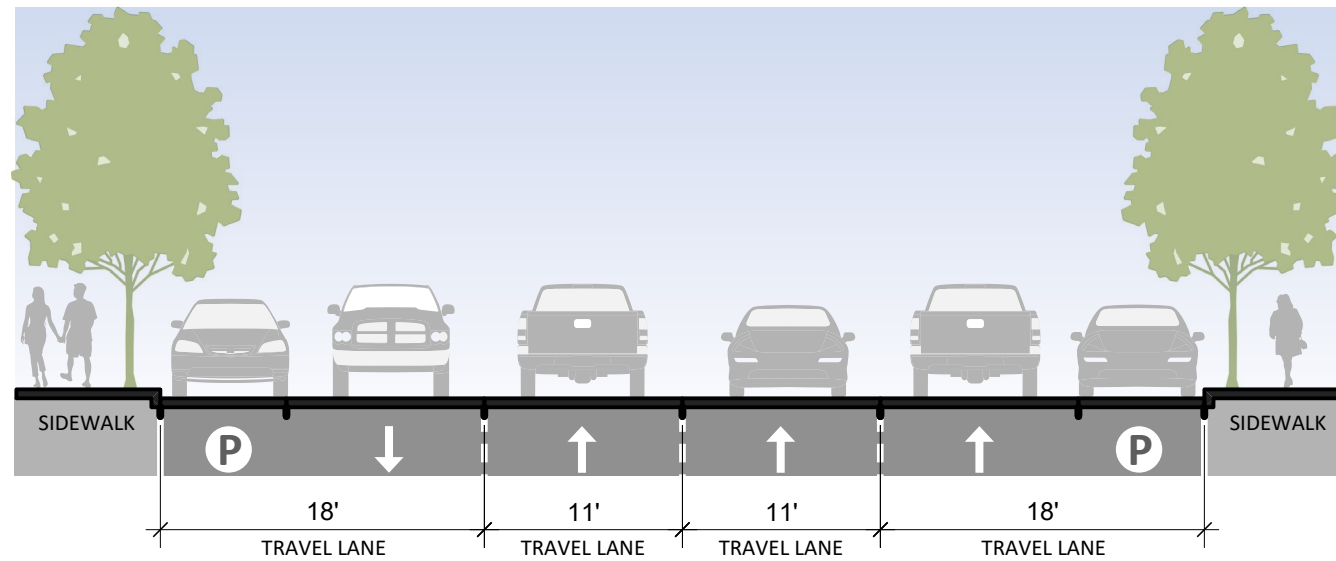 SIDEWALK
SIDEWALK
P
P
18'
11'
11'
18'
TRAVEL LANE
TRAVEL LANE
TRAVEL LANE
TRAVEL LANE